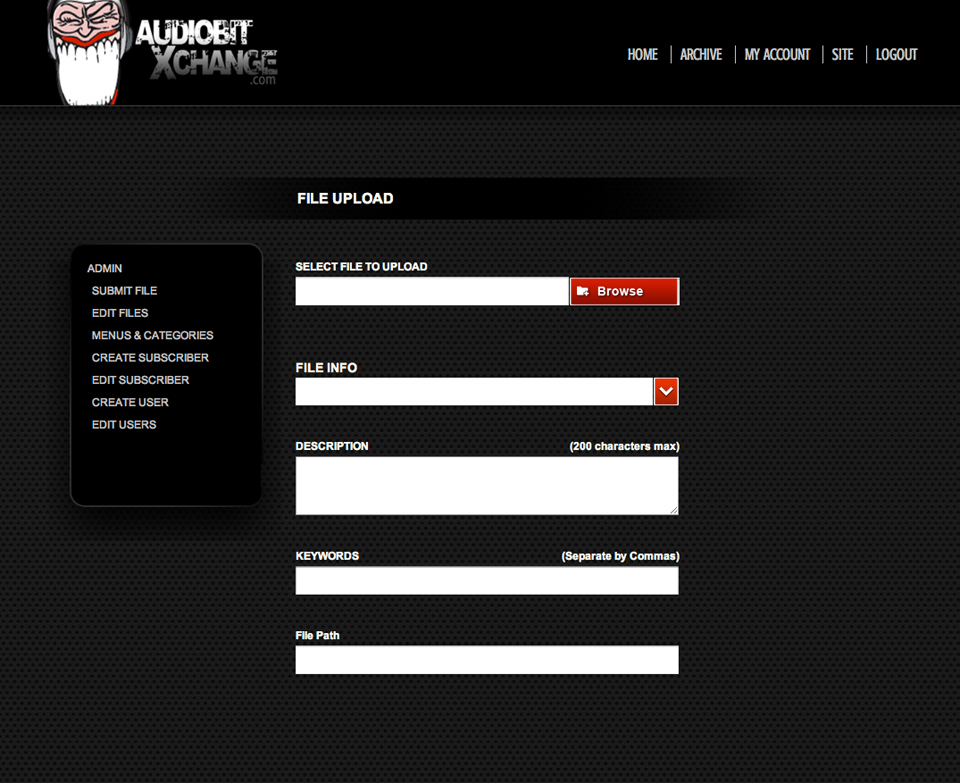 AUDIOBIT
XCHANGE
.com
HOME
ARCHIVE
MY ACCOUNT
SITE
LOGOUT
FILE UPLOAD
ADMIN
SUBMIT FILE
EDIT FILES
MENUS & CATEGORIES
CREATE SUBSCRIBER
EDIT SUBSCRIBER
CREATE USER
EDIT USERS
SELECT FILE TO UPLOAD
Browse
FILE INFO
DESCRIPTION (200 characters max)
KEYWORDS (Separate by Commas)
File Path